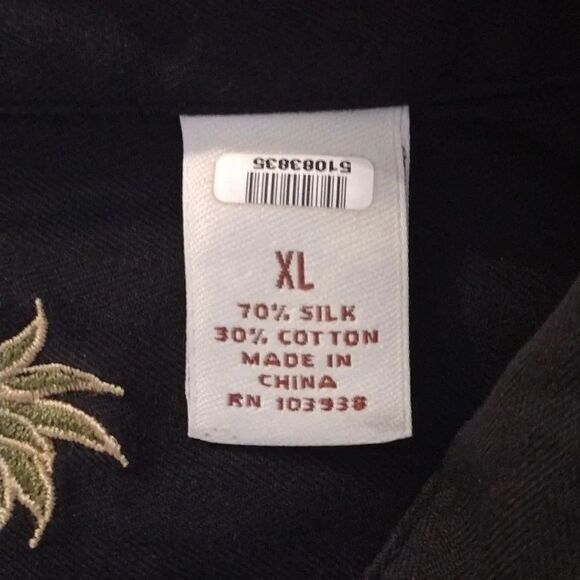 51083835
XL
70% SILK
30% COTTON
MADE IN
CHINA
RN 103938